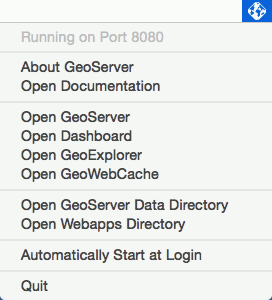 Running on Port 8080
About GeoServer
Open Documentation
Open GeoServer
Open Dashboard
Open GeoExplorer
Open GeoWebCache
Open GeoServer Data Directory
Open Webapps Directory
Automatically Start at Login
Quit